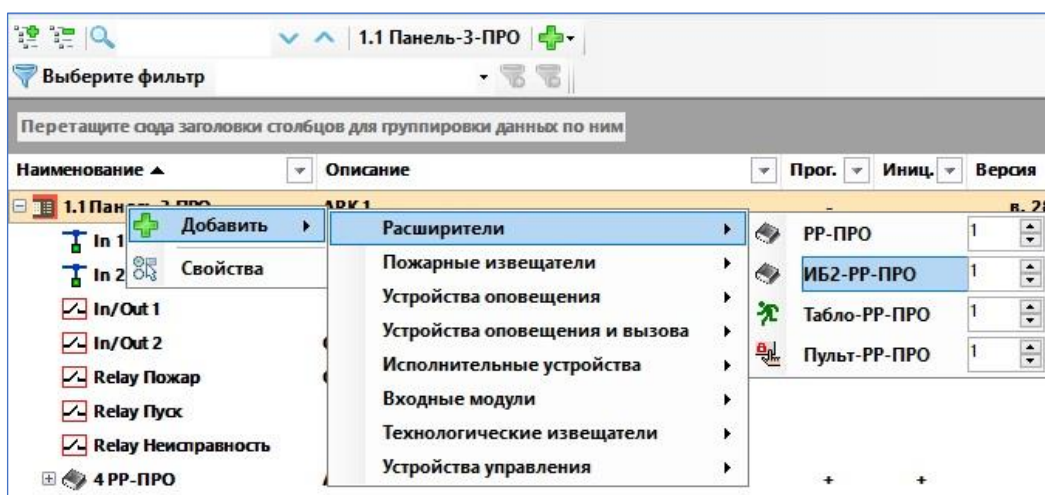 1.1 Панель-3-ПРО
Выберите фильтр
Перетащите сюда заголовки столбцов для группировки данных по ним
Наименование Описание Прог. Иниц. Версия
1.1 Пан АРК 1 - в. 28
Добавить
Свойства
Расширители
Пожарные извещатели
Устройства оповещения
Устройства оповещения и вызова
Исполнительные устройства
Входные модули
Технологические извещатели
Устройства управления
РР-ПРО 1
ИБ2-РР-ПРО 1
Табло-РР-ПРО 1
Пульт-РР-ПРО 1
In 1
In 2
In/Out 1
In/Out 2
Relay Пожар
Relay Пуск
Relay Неисправность
4 РР-ПРО + +